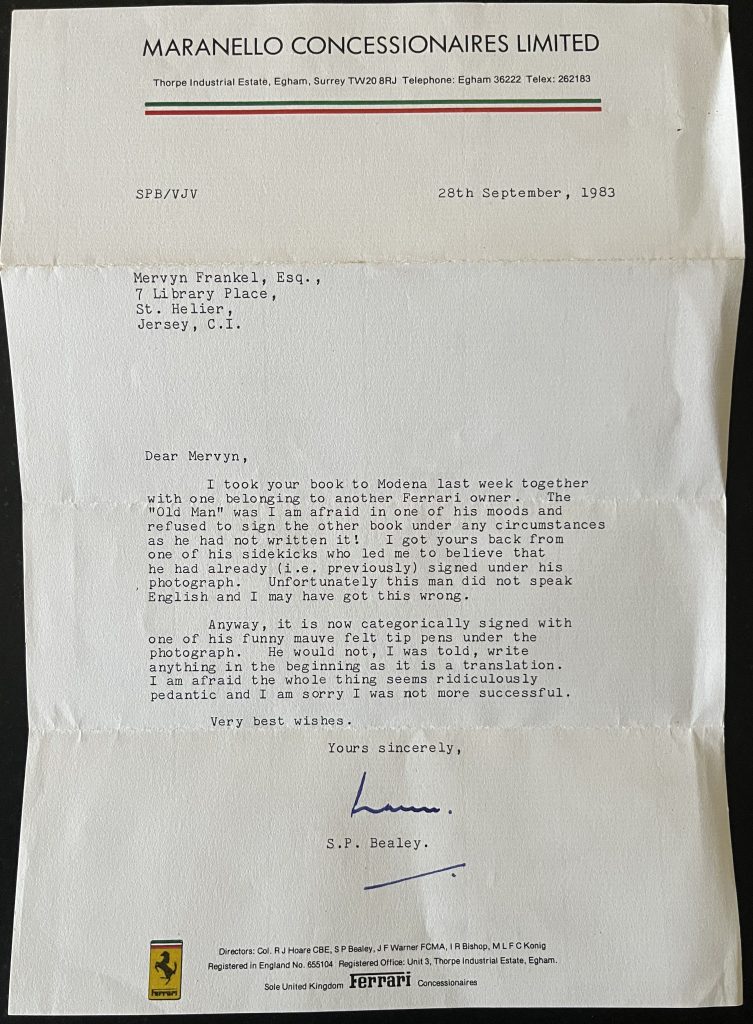 MARANELLO CONCESSIONAIRES LIMITED
Thorpe Industrial Estate, Egham, Surrey TW20 8RJ Telephone: Egham 36222 Telex: 262183
SPB/VJV
28th September, 1983
Mervyn Frankel, Esq.,
7 Library Place,
St. Helier,
Jersey, C.I.
Dear Mervyn,
I took your book to Modena last week together
with one belonging to another Ferrari owner. The
"Old Man" was I am afraid in one of his moods and
refused to sign the other book under any circumstances
as he had not written it! I got yours back from
one of his sidekicks who led me to believe that
he had already (i.e. previously) signed under his
photograph. Unfortunately this man did not speak
English and I may have got this wrong.
Anyway, it is now categorically signed with
one of his funny mauve felt tip pens under the
photograph. He would not, I was told, write
anything in the beginning as it is a translation.
I am afraid the whole thing seems ridiculously
pedantic and I am sorry I was not more successful.
Very best wishes.
Yours sincerely,
S.P. Bealey.
Directors: Col. R J Hoare CBE, S P Bealey, J F Warner FCMA, I R Bishop, M L F C Konig
Registered in England No. 655104 Registered Office: Unit 3, Thorpe Industrial Estate, Egham.
Sole United Kingdom Ferrari Concessionaires
Ferrari